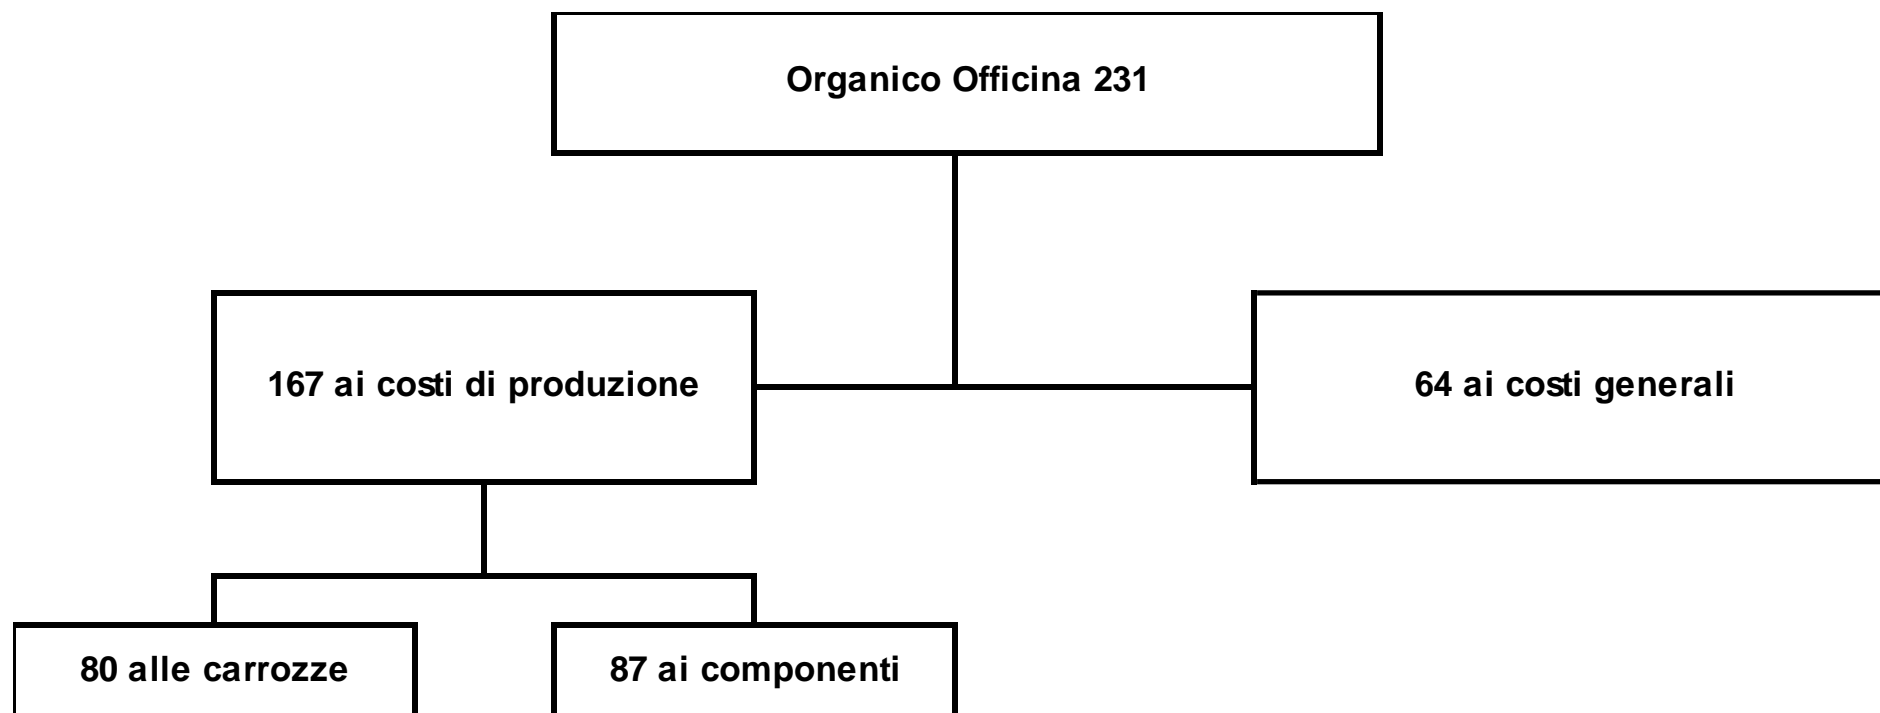 Organico Officina 231
167 ai costi di produzione
64 ai costi generali
80 alle carrozze
87 ai componenti